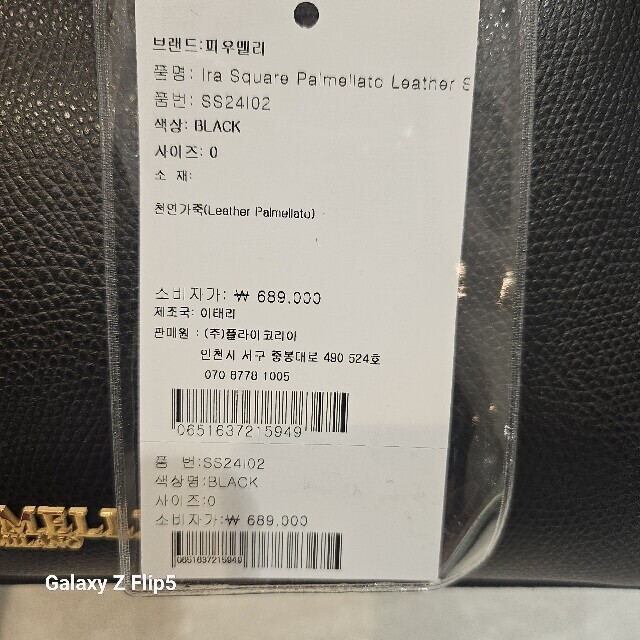 브랜드:피우멜리
품명: Ira Square Palmellato Leather S
품번: SS24I02
색상: BLACK
사이즈: 0
소 재:
천연가죽(Leather Palmellato)
소비자가: ₩ 689,000
제조국: 이태리
판매원 : (주)플라이코리아
인천시 서구 중봉대로 490 524호
070 8778 1005
0651637215949
품 번:SS24I02
색상명:BLACK
사이즈:0
소비자가:₩ 689,000
0651637215949
MELLI
MILANO
Galaxy Z Flip5